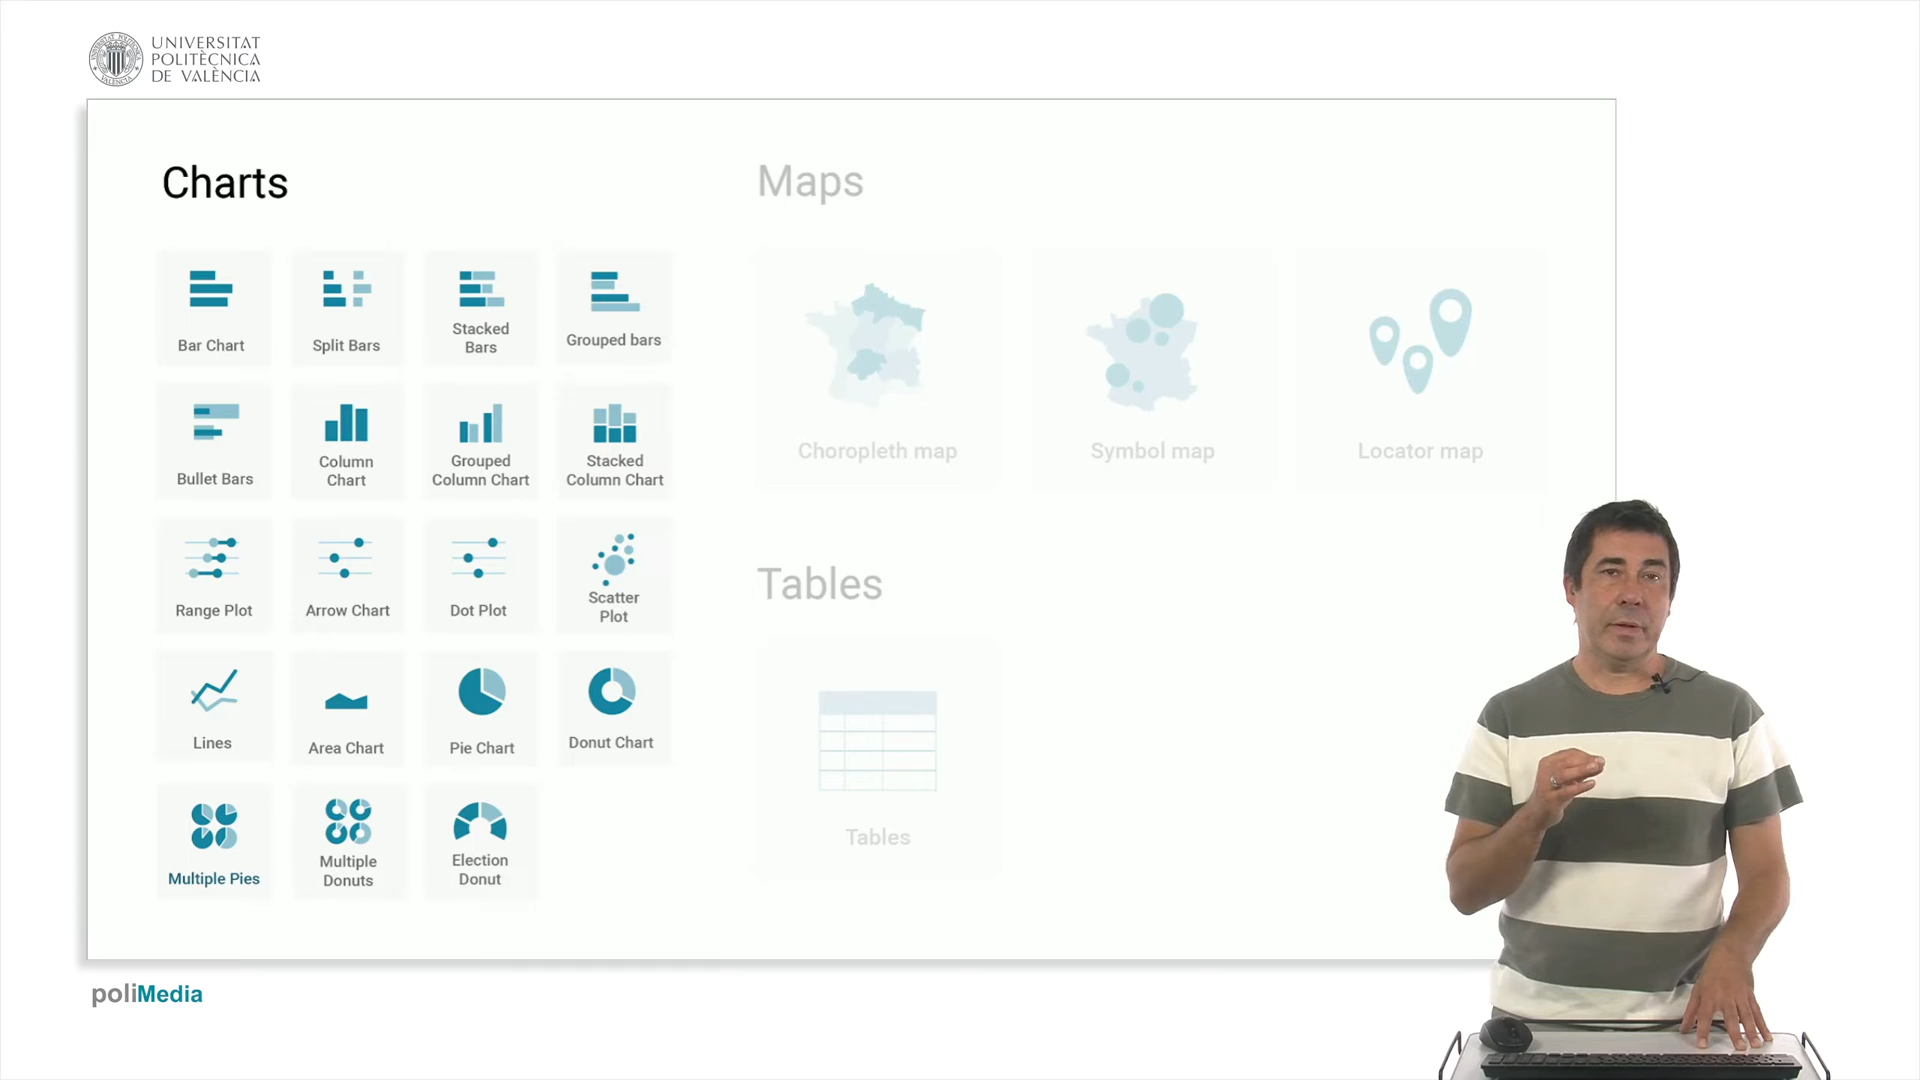 UNIVERSITAT
POLITÈCNICA
DE VALÈNCIA
Charts
Bar Chart
Split Bars
Stacked
Bars
Grouped bars
Bullet Bars
Column
Chart
Grouped
Column Chart
Stacked
Column Chart
Range Plot
Arrow Chart
Dot Plot
Scatter
Plot
Lines
Area Chart
Pie Chart
Donut Chart
Multiple Pies
Multiple
Donuts
Election
Donut
Maps
Choropleth map
Symbol map
Locator map
Tables
Tables
poliMedia